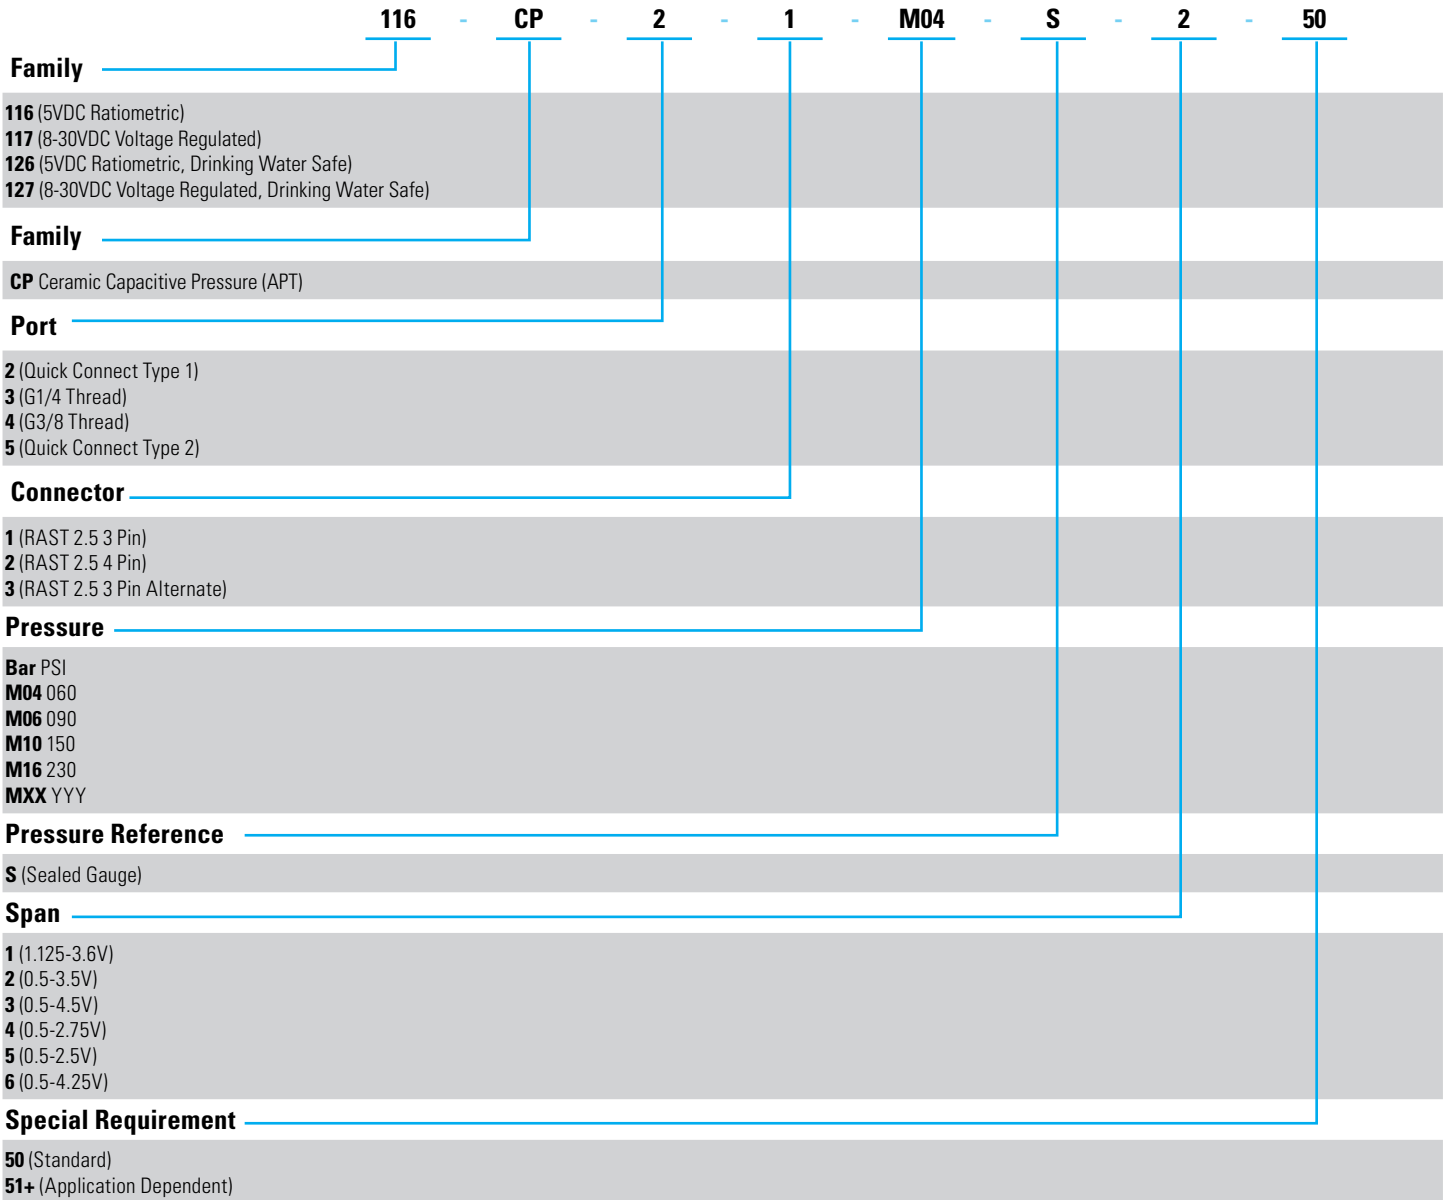 116 - CP - 2 - 1 - M04 - S - 2 - 50
Family
116 (5VDC Ratiometric)
117 (8-30VDC Voltage Regulated)
126 (5VDC Ratiometric, Drinking Water Safe)
127 (8-30VDC Voltage Regulated, Drinking Water Safe)
Family
CP Ceramic Capacitive Pressure (APT)
Port
2 (Quick Connect Type 1)
3 (G1/4 Thread)
4 (G3/8 Thread)
5 (Quick Connect Type 2)
Connector
1 (RAST 2.5 3 Pin)
2 (RAST 2.5 4 Pin)
3 (RAST 2.5 3 Pin Alternate)
Pressure
Bar PSI
M04 060
M06 090
M10 150
M16 230
MXX YYY
Pressure Reference
S (Sealed Gauge)
Span
1 (1.125-3.6V)
2 (0.5-3.5V)
3 (0.5-4.5V)
4 (0.5-2.75V)
5 (0.5-2.5V)
6 (0.5-4.25V)
Special Requirement
50 (Standard)
51+ (Application Dependent)